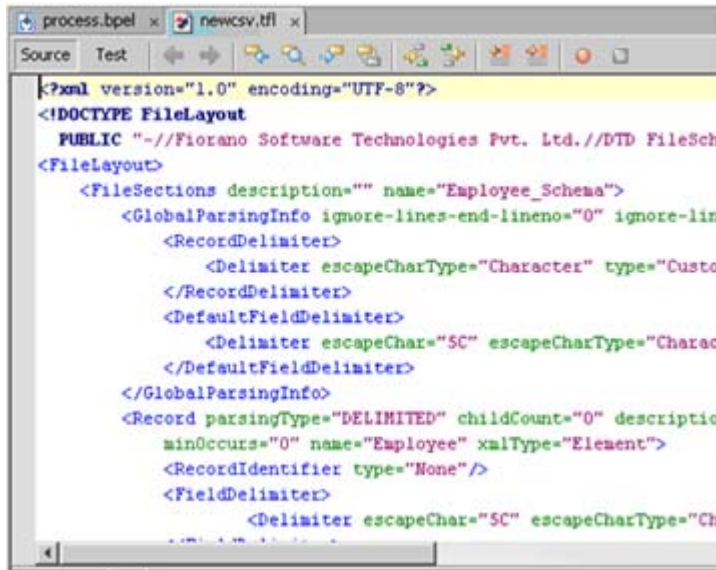 process.bpel newcsv.tfl
Source Test
<?xml version="1.0" encoding="UTF-8"?>
<!DOCTYPE FileLayout
PUBLIC "-//Fiorano Software Technologies Pvt. Ltd.//DTD FileSch
<FileLayout>
<FileSections description="" name="Employee_Schema">
<GlobalParsingInfo ignore-lines-end-lineno="0" ignore-lin
<RecordDelimiter>
<Delimiter escapeCharType="Character" type="Custo
</RecordDelimiter>
<DefaultFieldDelimiter>
<Delimiter escapeChar="5C" escapeCharType="Charac
</DefaultFieldDelimiter>
</GlobalParsingInfo>
<Record parsingType="DELIMITED" childCount="0" descriptio
minOccurs="0" name="Employee" xmlType="Element">
<RecordIdentifier type="None"/>
<FieldDelimiter>
<Delimiter escapeChar="5C" escapeCharType="Ch